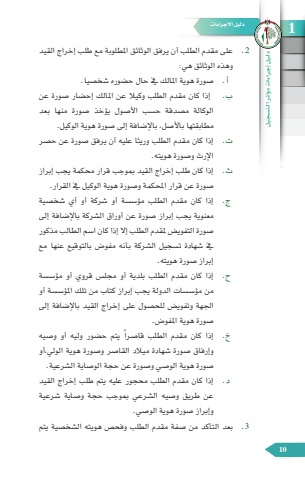 دليل الاجراءات
1
دليل اجراءات دوائر التسجيل
2. على مقدم الطلب أن يرفق الوثائق المطلوبة مع طلب إخراج القيد
وهذه الوثائق هي:
أ. صورة هوية المالك في حال حضوره شخصيا.
ب. إذا كان مقدم الطلب وكيلا عن المالك إحضار صورة عن
الوكالة مصدقة حسب الأصول يؤخذ صورة منها بعد
مطابقتها بالأصل، بالإضافة إلى صورة هوية الوكيل.
ت. إذا كان مقدم الطلب وريثا عليه أن يرفق صورة عن حصر
الإرث وصورة هويته.
ث. إذا كان طلب إخراج القيد بموجب قرار محكمة يجب إبراز
صورة عن قرار المحكمة وصورة هوية الوكيل في القرار.
ج. إذا كان مقدم الطلب مؤسسة أو شركة أو أي شخصية
معنوية يجب إبراز صورة عن أوراق الشركة بالإضافة إلى
صورة التفويض لمقدم الطلب إلا إذا كان اسم الطالب مذكور
في شهادة تسجيل الشركة بأنه مفوض بالتوقيع عنها مع
إبراز صورة هويته.
ح. إذا كان مقدم الطلب بلدية أو مجلس قروي أو مؤسسة
من مؤسسات الدولة يجب إبراز كتاب من تلك المؤسسة أو
الجهة وتفويض للحصول على إخراج القيد بالإضافة إلى
صورة هوية المفوض.
خ. إذا كان مقدم الطلب قاصراً يتم حضور وليه أو وصيه
وإرفاق صورة شهادة ميلاد القاصر وصورة هوية الولي،أو
صورة هوية الوصي وصورة عن حجة الوصاية الشرعية.
د. إذا كان مقدم الطلب محجور عليه يتم طلب إخراج القيد
عن طريق وصيه الشرعي بموجب حجة وصاية شرعية
وإبراز صورة هوية الوصي.
3. بعد التأكد من صفة مقدم الطلب وفحص هويته الشخصية يتم
10